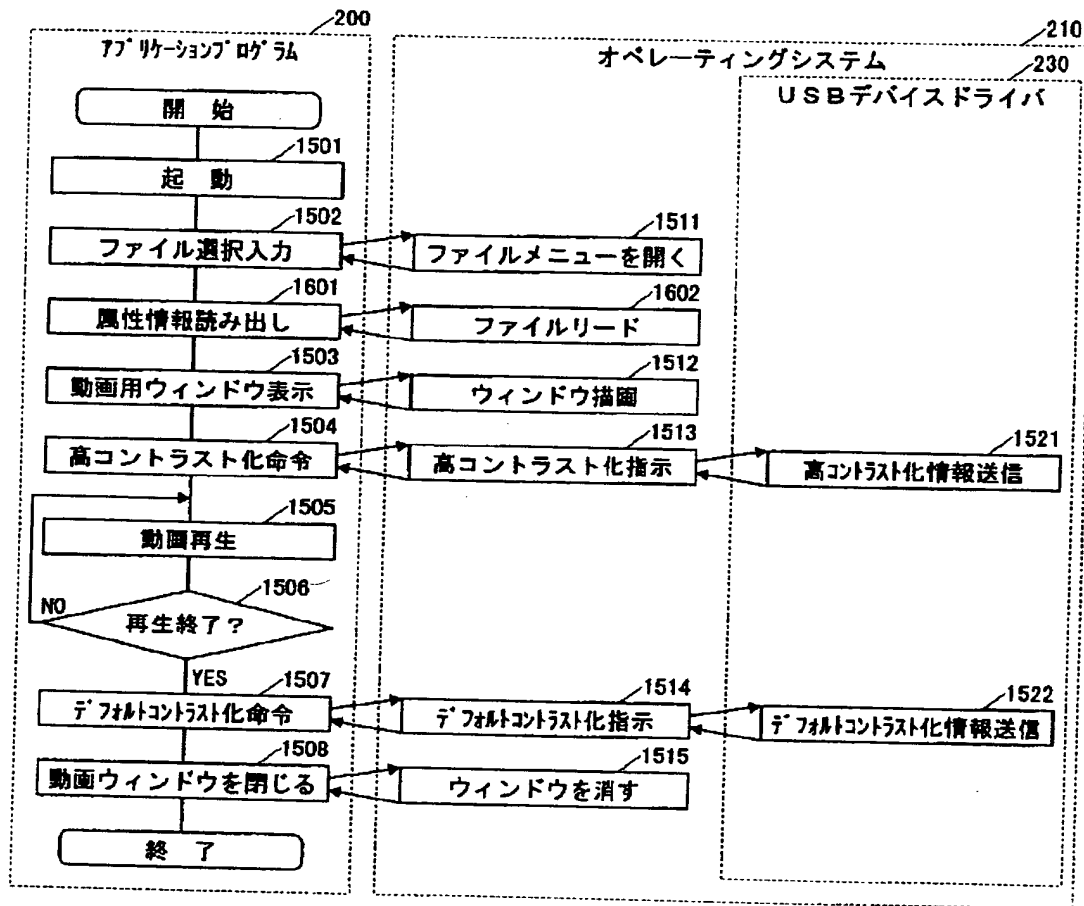 200
アプリケーションプログラム
210
オペレーティングシステム
230
USBデバイスドライバ
開 始
1501
起 動
1502
ファイル選択入力
1511
ファイルメニューを開く
1601
属性情報読み出し
1602
ファイルリード
1503
動画用ウィンドウ表示
1512
ウィンドウ描画
1504
高コントラスト化命令
1513
高コントラスト化指示
1521
高コントラスト化情報送信
1505
動画再生
1506
NO
再生終了?
YES
1507
デフォルトコントラスト化命令
1514
デフォルトコントラスト化指示
1522
デフォルトコントラスト化情報送信
1508
動画ウィンドウを閉じる
1515
ウィンドウを消す
終 了